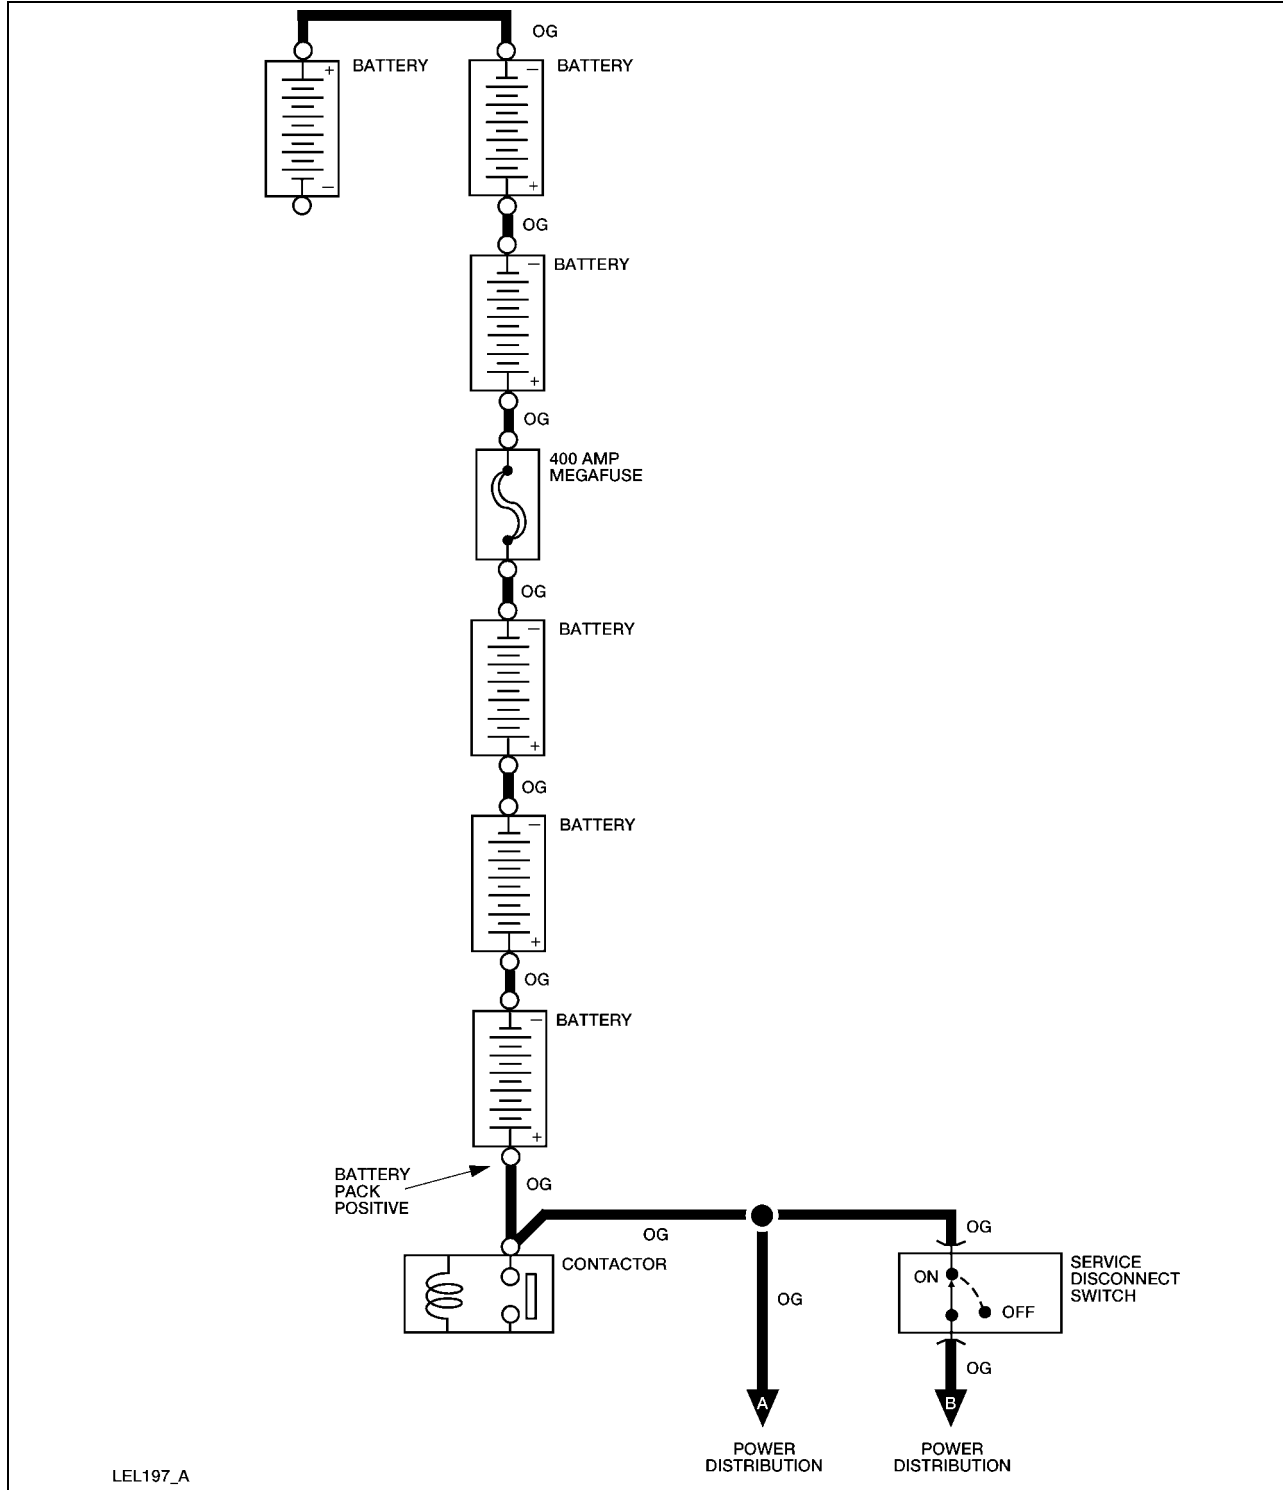 OG
BATTERY
BATTERY
+
−
−
+
OG
BATTERY
−
+
OG
400 AMP
MEGAFUSE
OG
BATTERY
−
+
OG
BATTERY
−
+
OG
BATTERY
−
+
BATTERY
PACK
POSITIVE
OG
OG
OG
CONTACTOR
SERVICE
DISCONNECT
SWITCH
ON
OFF
OG
OG
A
B
POWER
DISTRIBUTION
POWER
DISTRIBUTION
LEL197_A